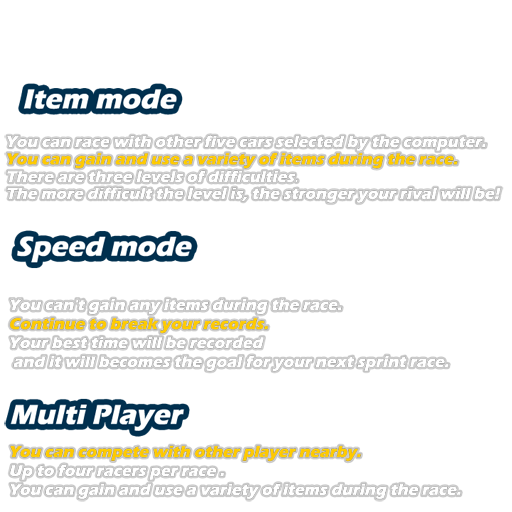 Item mode
You can race with other five cars selected by the computer.
You can gain and use a variety of items during the race.
There are three levels of difficulties.
The more difficult the level is, the stronger your rival will be!
Speed mode
You can't gain any items during the race.
Continue to break your records.
Your best time will be recorded
and it will becomes the goal for your next sprint race.
Multi Player
You can compete with other player nearby.
Up to four racers per race .
You can gain and use a variety of items during the race.